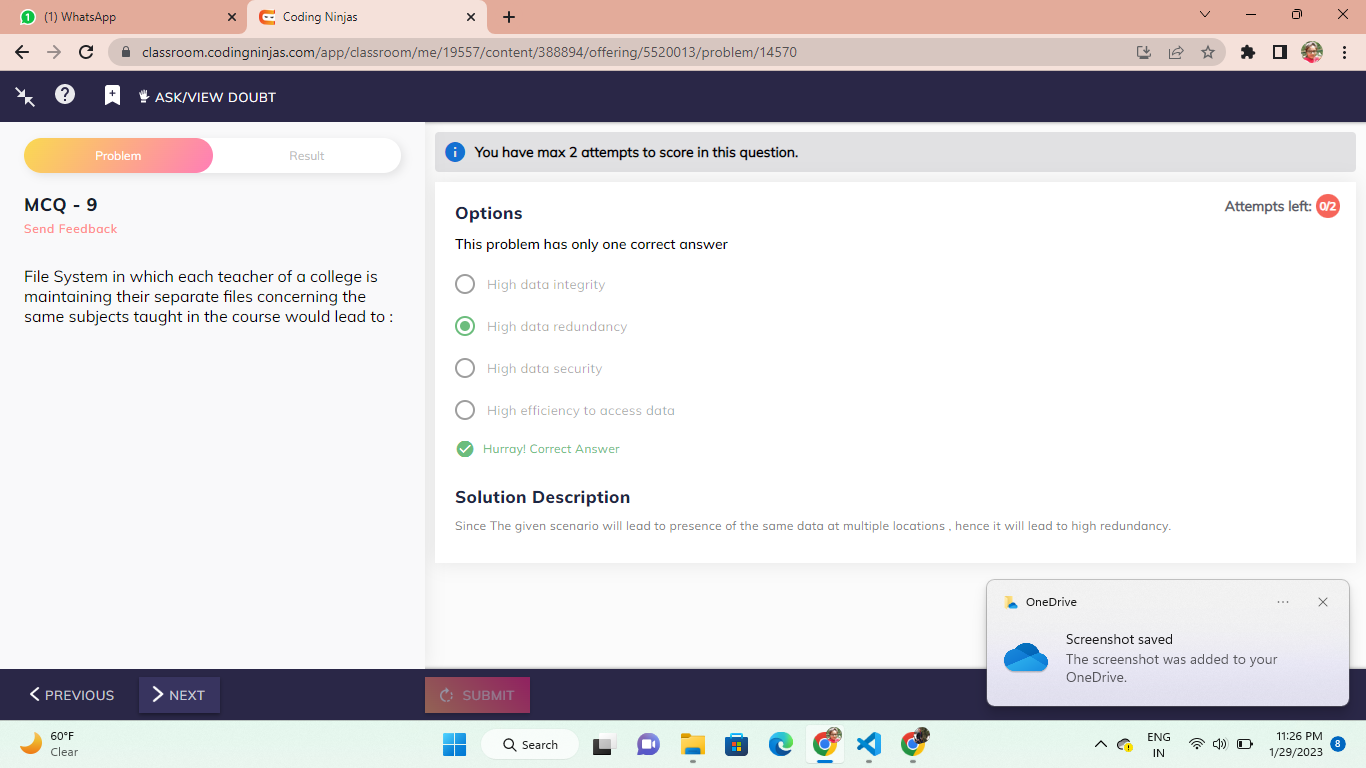 (1) WhatsApp
Coding Ninjas
classroom.codingninjas.com/app/classroom/me/19557/content/388894/offering/5520013/problem/14570
ASK/VIEW DOUBT
Problem
Result
MCQ - 9
Send Feedback
File System in which each teacher of a college is
maintaining their separate files concerning the
same subjects taught in the course would lead to :
You have max 2 attempts to score in this question.
Options
Attempts left: 0/2
This problem has only one correct answer
High data integrity
High data redundancy
High data security
High efficiency to access data
Hurray! Correct Answer
Solution Description
Since The given scenario will lead to presence of the same data at multiple locations , hence it will lead to high redundancy.
OneDrive
Screenshot saved
The screenshot was added to your
OneDrive.
PREVIOUS
NEXT
SUBMIT
60°F
Clear
Search
ENG
IN
11:26 PM
1/29/2023
8